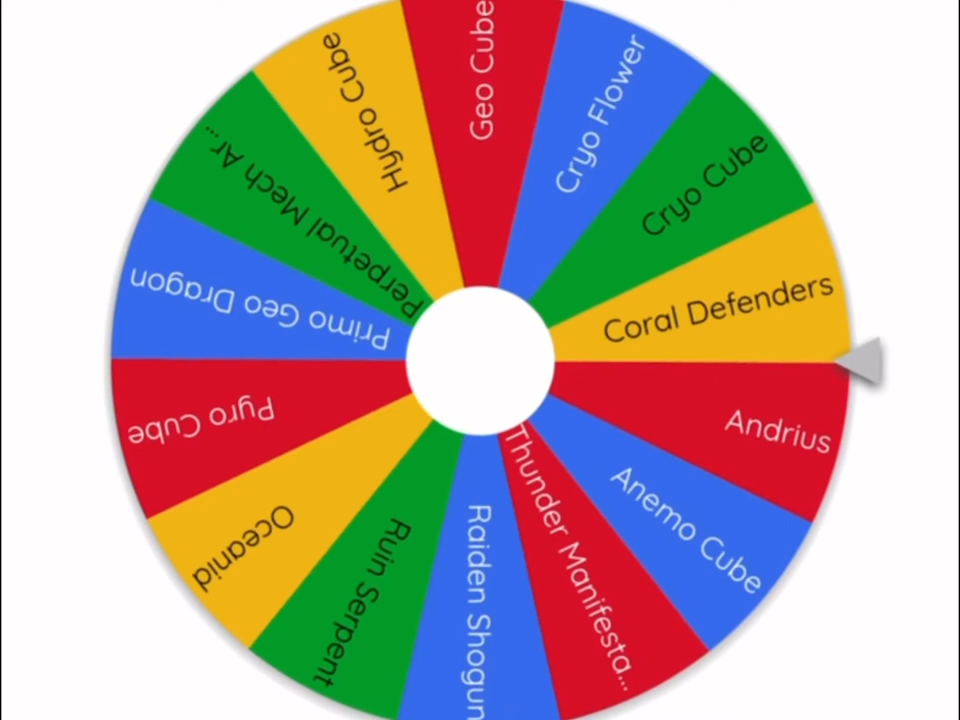 Geo Cube
Cryo Flower
Cryo Cube
Coral Defenders
Andrius
Anemo Cube
Thunder Manifesta...
Raiden Shogun
Ruin Serpent
Oceanid
Pyro Cube
Primo Geo Dragon
Perpetual Mech Ar...
Hydro Cube